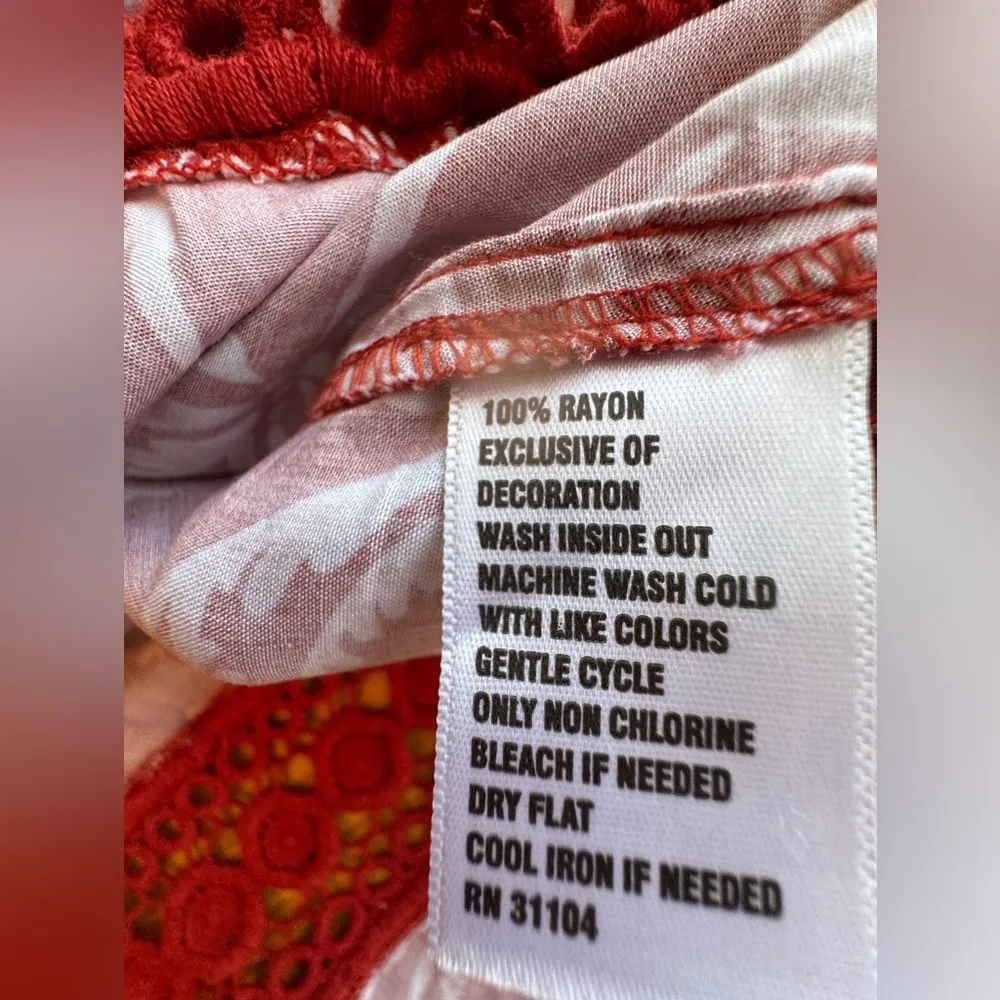 100% RAYON
EXCLUSIVE OF
DECORATION
WASH INSIDE OUT
MACHINE WASH COLD
WITH LIKE COLORS
GENTLE CYCLE
ONLY NON CHLORINE
BLEACH IF NEEDED
DRY FLAT
COOL IRON IF NEEDED
RN 31104